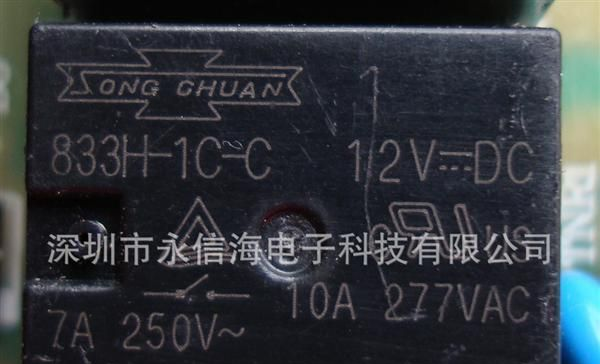 SONG CHUAN
833H-1C-C 12V⎓DC
深圳市永信海电子科技有限公司
10A 277VAC
7A 250V~